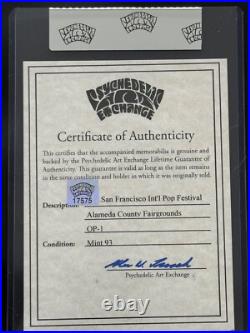 PSYCHEDELIC
ART
EXCHANGE
Certificate of Authenticity
This certifies that the accompanying memorabilia is genuine and
backed by the Psychedelic Art Exchange Lifetime Guarantee of
Authenticity. This guarantee is valid as long as the item remains
in the same condition and holder in which it was originally sold.
17575
Description: San Francisco Int'l Pop Festival
Alameda County Fairgrounds
OP-1
Condition: Mint 93
Psychedelic Art Exchange